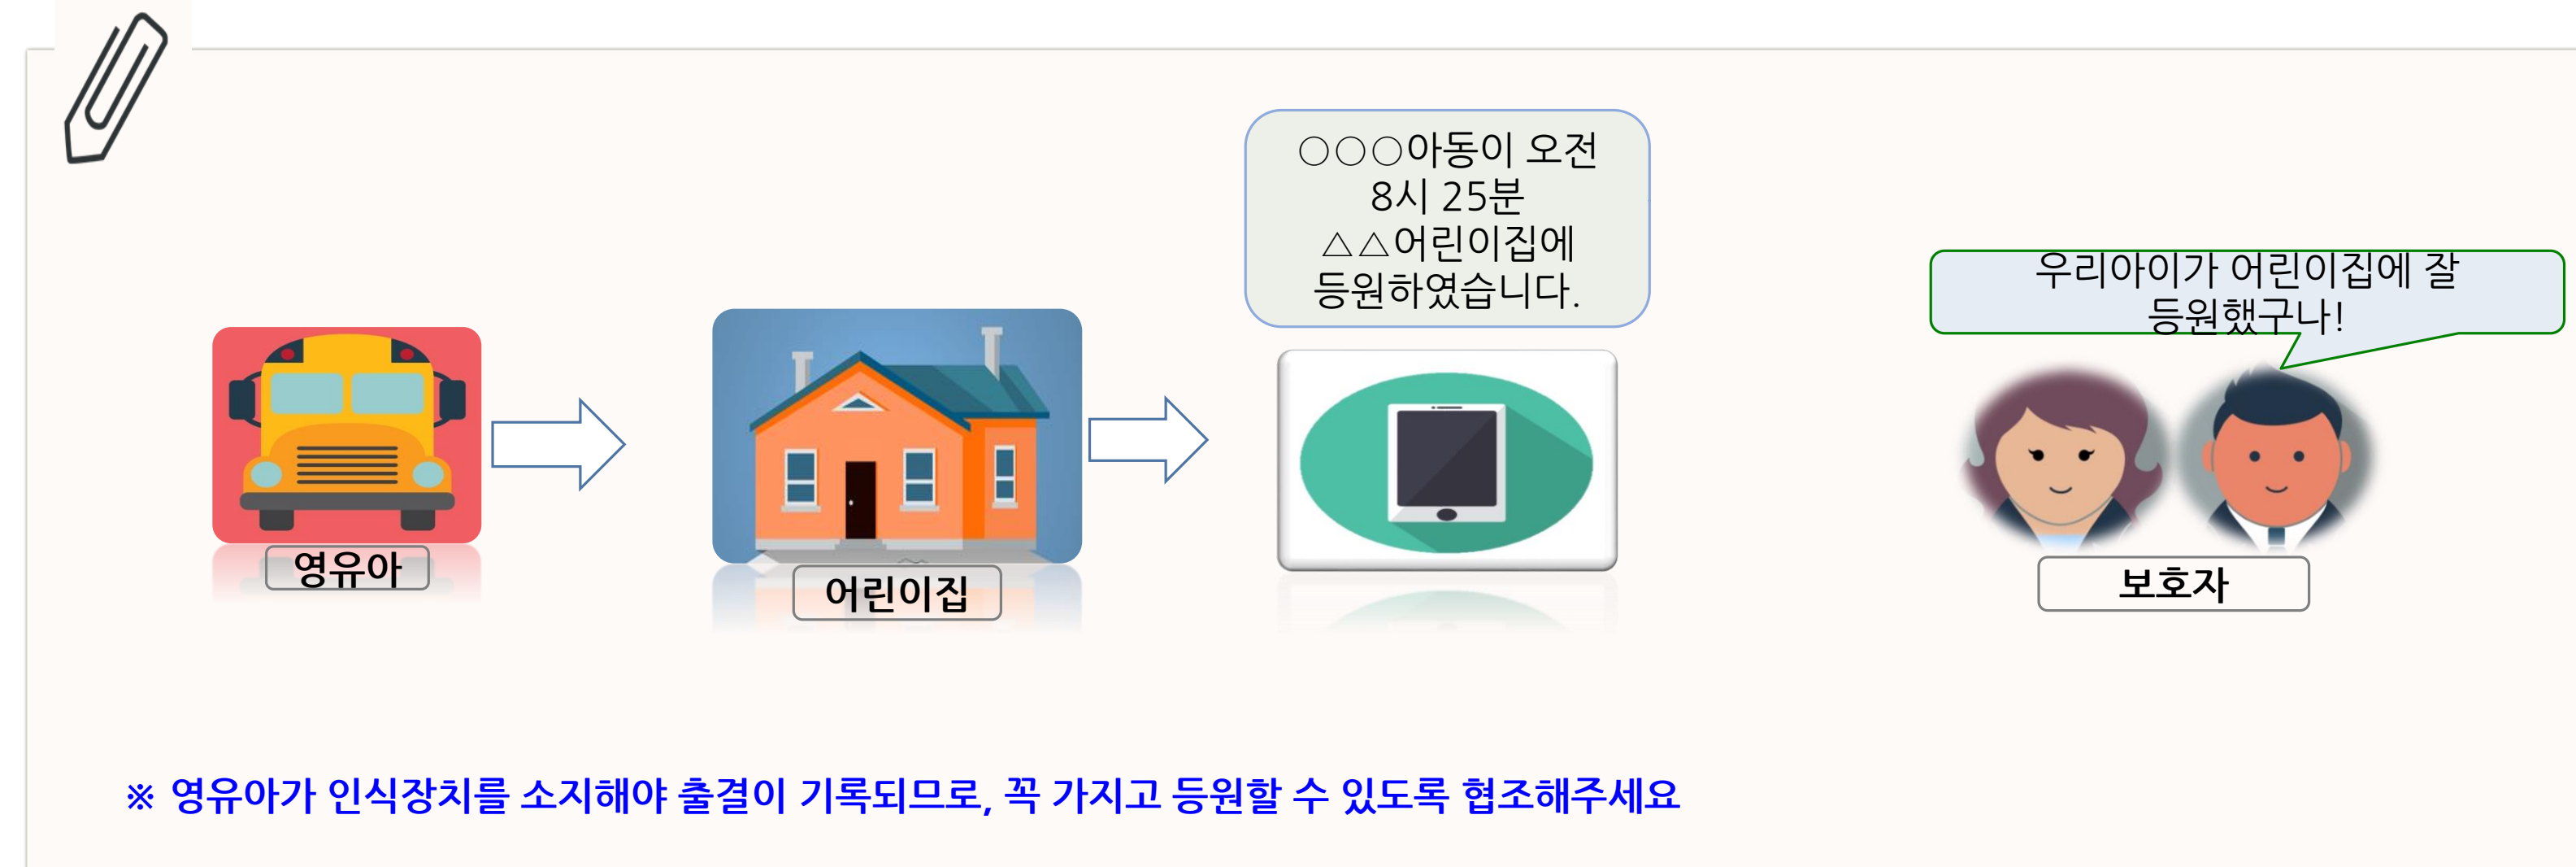 ○○○아동이 오전
8시 25분
△△어린이집에
등원하였습니다.
우리아이가 어린이집에 잘
등원했구나!
영유아
어린이집
보호자
※ 영유아가 인식장치를 소지해야 출결이 기록되므로, 꼭 가지고 등원할 수 있도록 협조해주세요